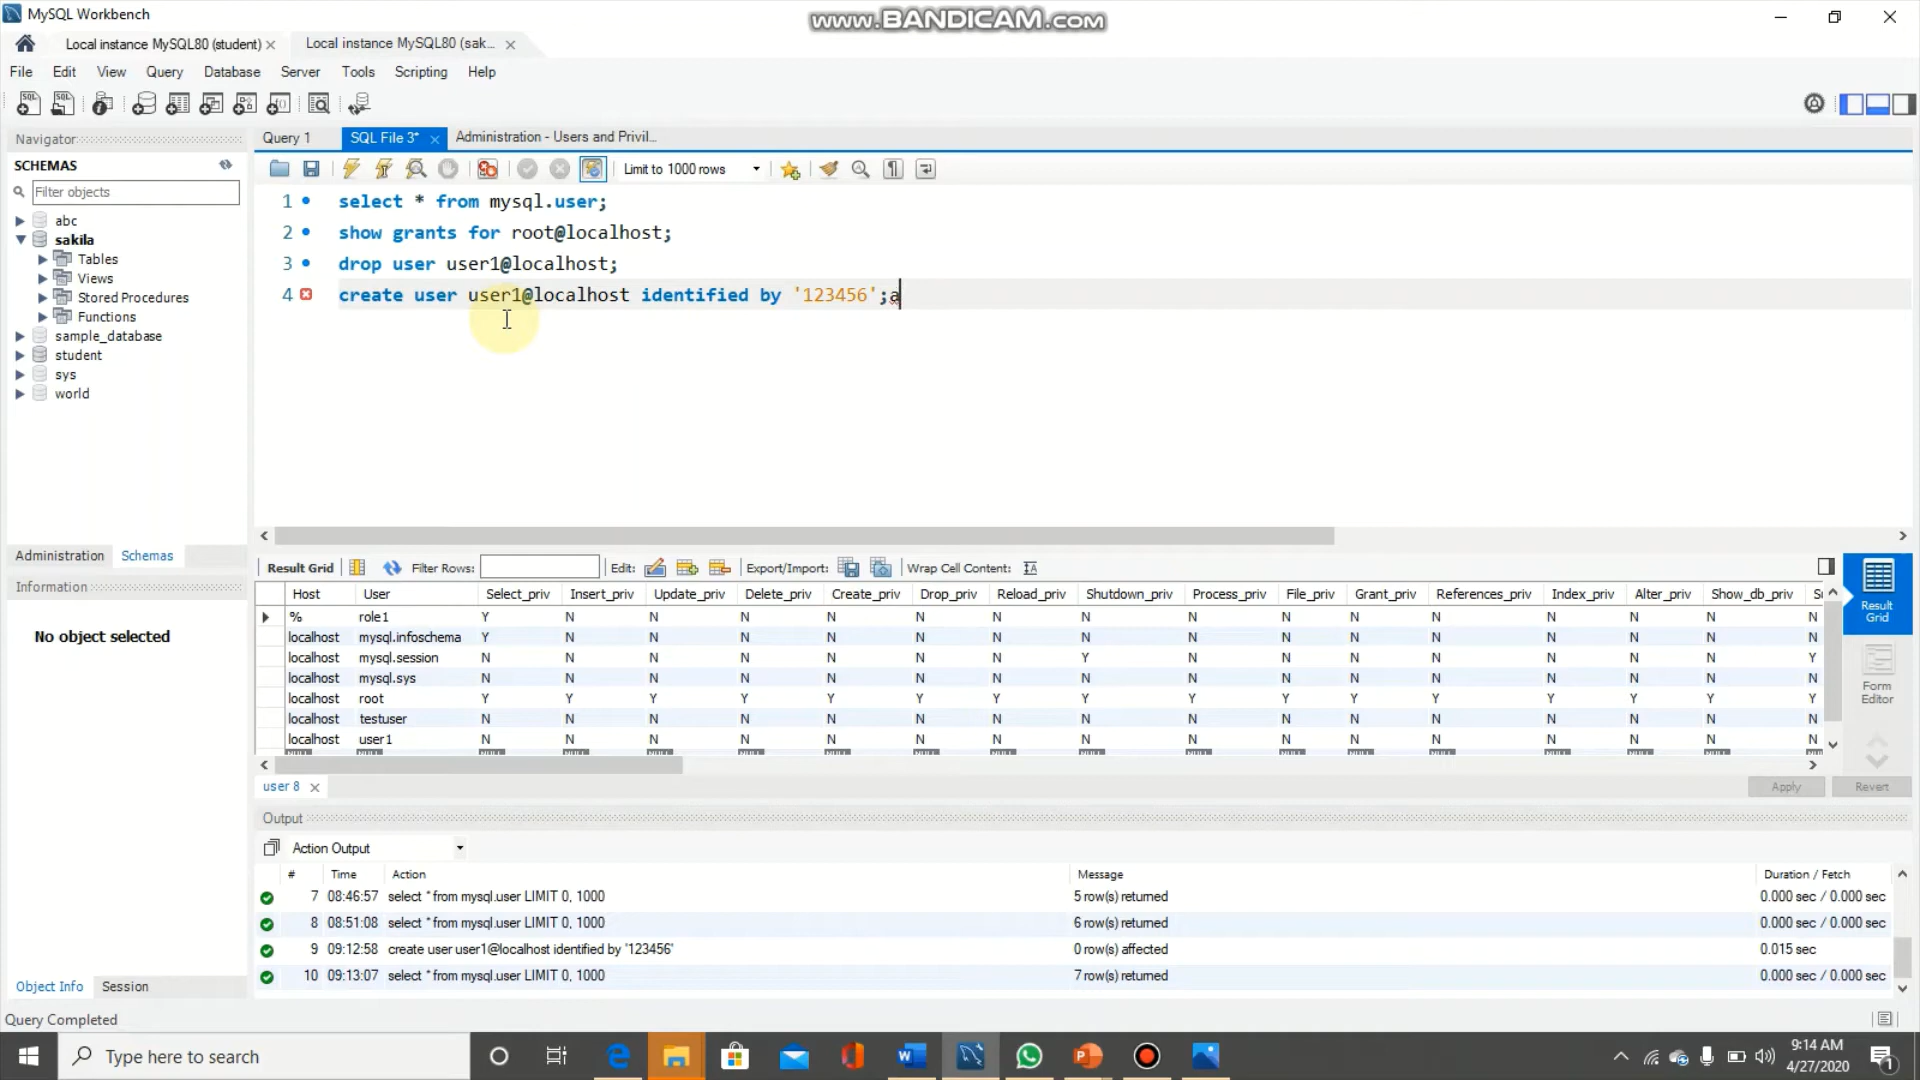 MySQL Workbench
www.BANDICAM.com
Local instance MySQL80 (student)
Local instance MySQL80 (sak...
File Edit View Query Database Server Tools Scripting Help
Navigator
SCHEMAS
Filter objects
abc
sakila
Tables
Views
Stored Procedures
Functions
sample_database
student
sys
world
Administration Schemas
Information
No object selected
Object Info Session
Query 1
SQL File 3*
Administration - Users and Privil...
Limit to 1000 rows
1 select * from mysql.user;
2 show grants for root@localhost;
3 drop user user1@localhost;
4 create user user1@localhost identified by '123456';a
Result Grid Filter Rows: Edit: Export/Import: Wrap Cell Content:
Host User Select_priv Insert_priv Update_priv Delete_priv Create_priv Drop_priv Reload_priv Shutdown_priv Process_priv File_priv Grant_priv References_priv Index_priv Alter_priv Show_db_priv
% role1 Y N N N N N N N N N N N N N N N
localhost mysql.infoschema Y N N N N N N N N N N N N N N N
localhost mysql.session N N N N N N N Y N N N N N N N Y
localhost mysql.sys N N N N N N N N N N N N N N N N
localhost root Y Y Y Y Y Y Y Y Y Y Y Y Y Y Y Y
localhost testuser N N N N N N N N N N N N N N N N
localhost user1 N N N N N N N N N N N N N N N N
Result Grid
Form Editor
user 8
Apply Revert
Output
Action Output
# Time Action Message Duration / Fetch
7 08:46:57 select * from mysql.user LIMIT 0, 1000 5 row(s) returned 0.000 sec / 0.000 sec
8 08:51:08 select * from mysql.user LIMIT 0, 1000 6 row(s) returned 0.000 sec / 0.000 sec
9 09:12:58 create user user1@localhost identified by '123456' 0 row(s) affected 0.015 sec
10 09:13:07 select * from mysql.user LIMIT 0, 1000 7 row(s) returned 0.000 sec / 0.000 sec
Query Completed
Type here to search
9:14 AM
4/27/2020